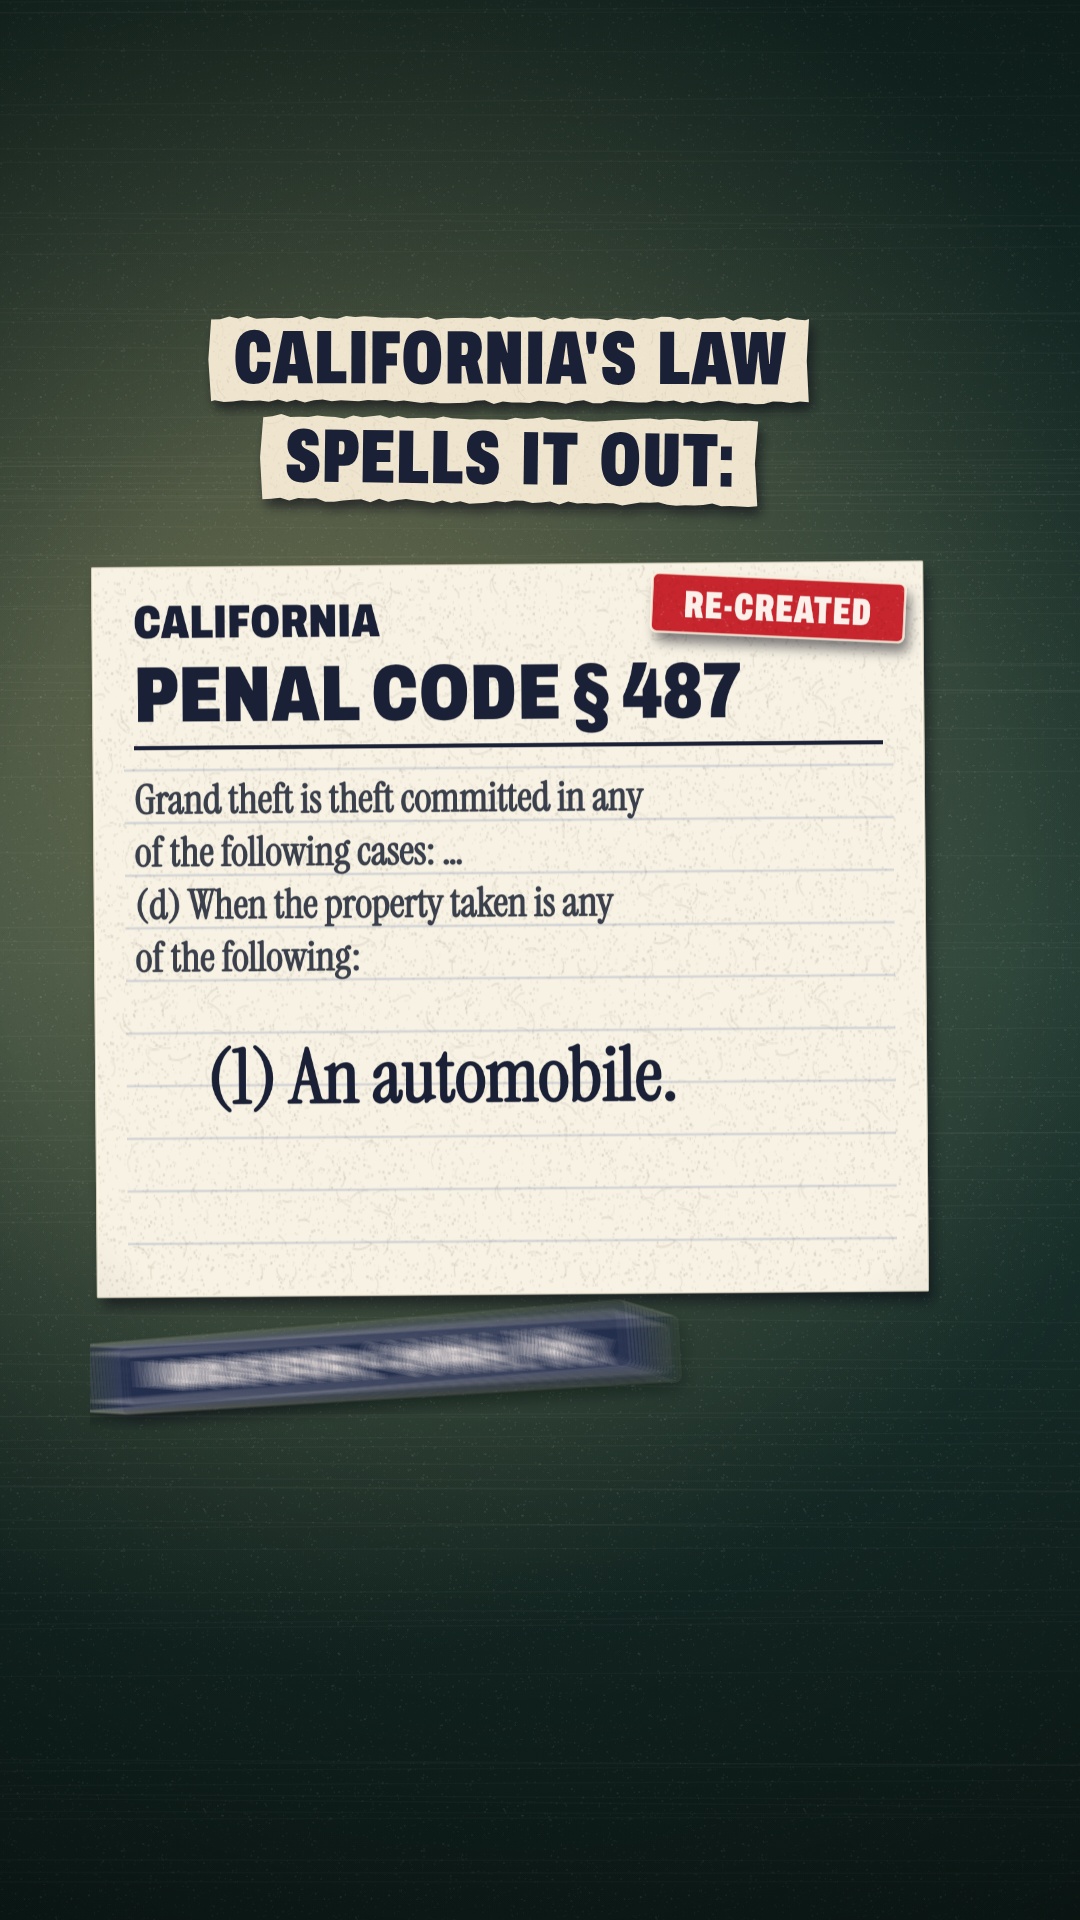 CALIFORNIA'S LAW
SPELLS IT OUT:
RE-CREATED
CALIFORNIA
PENAL CODE § 487
Grand theft is theft committed in any
of the following cases: ...
(d) When the property taken is any
of the following:
(1) An automobile.